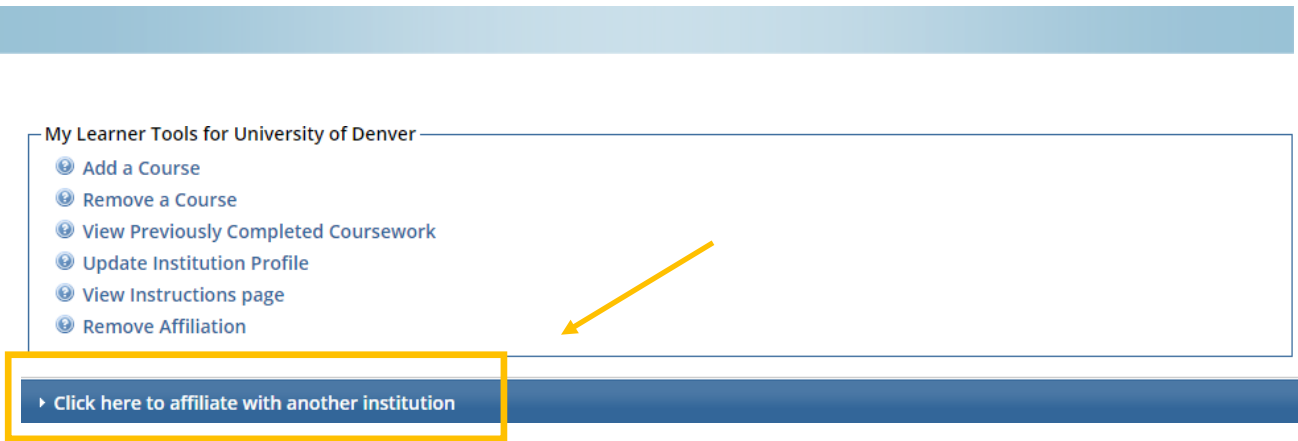 My Learner Tools for University of Denver
Add a Course
Remove a Course
View Previously Completed Coursework
Update Institution Profile
View Instructions page
Remove Affiliation
Click here to affiliate with another institution